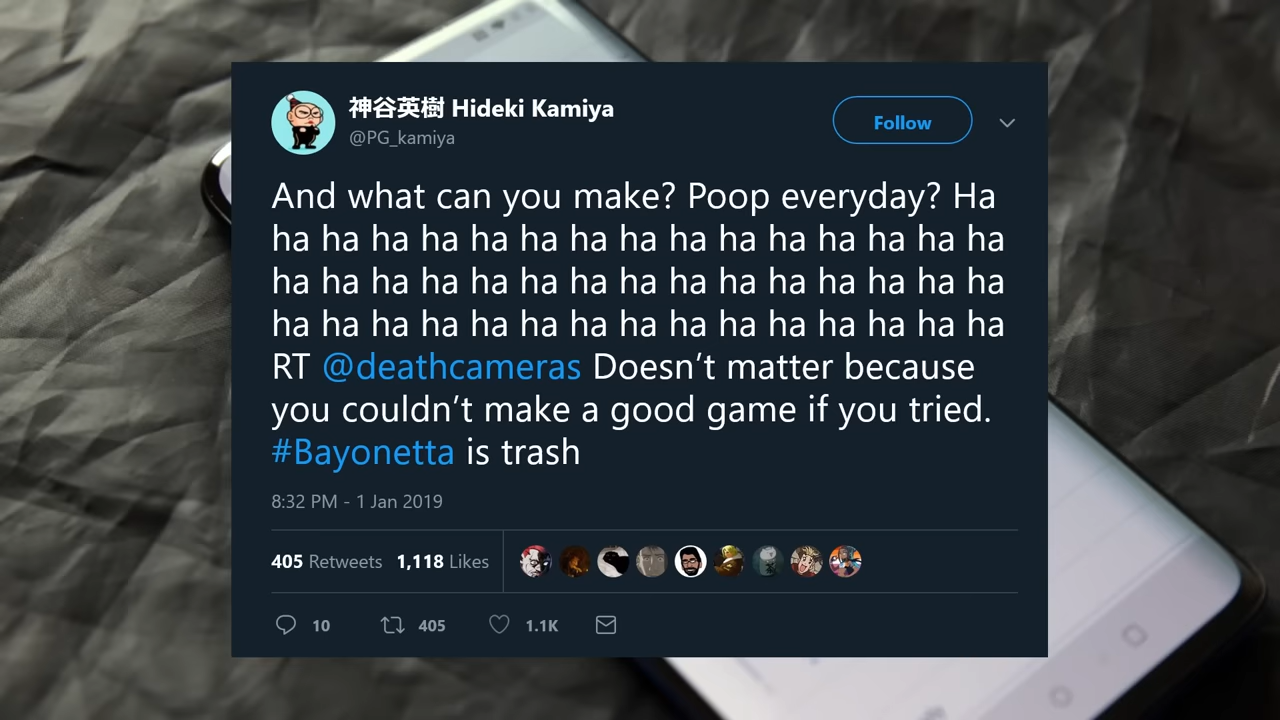 神谷英樹 Hideki Kamiya
@PG_kamiya
Follow
And what can you make? Poop everyday? Ha
ha ha ha ha ha ha ha ha ha ha ha ha ha ha ha
ha ha ha ha ha ha ha ha ha ha ha ha ha ha ha
ha ha ha ha ha ha ha ha ha ha ha ha ha ha ha
RT @deathcameras Doesn’t matter because
you couldn’t make a good game if you tried.
#Bayonetta is trash
8:32 PM - 1 Jan 2019
405 Retweets 1,118 Likes
10 405 1.1K